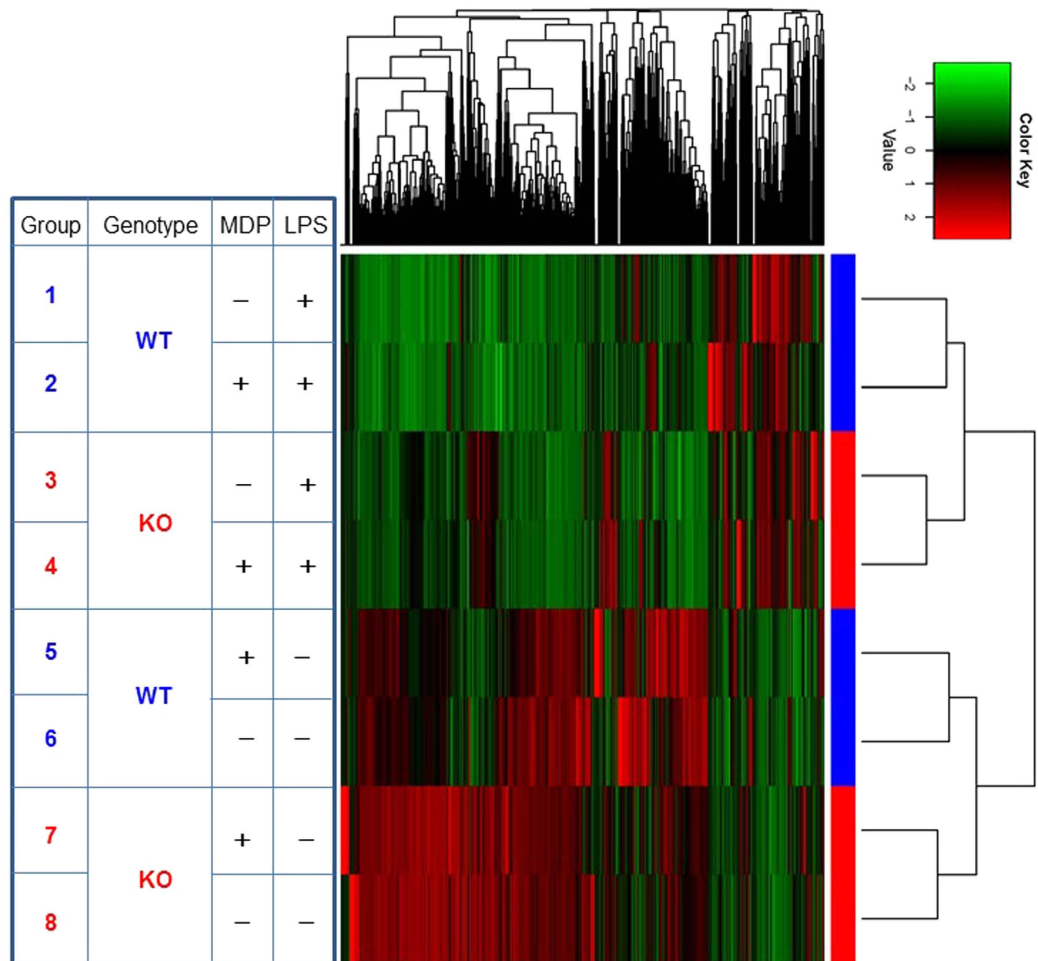 Color Key
-2 -1 0 1 2
Value
Group Genotype MDP LPS
1 WT − +
2 + +
3 KO − +
4 + +
5 WT + −
6 − −
7 KO + −
8 − −